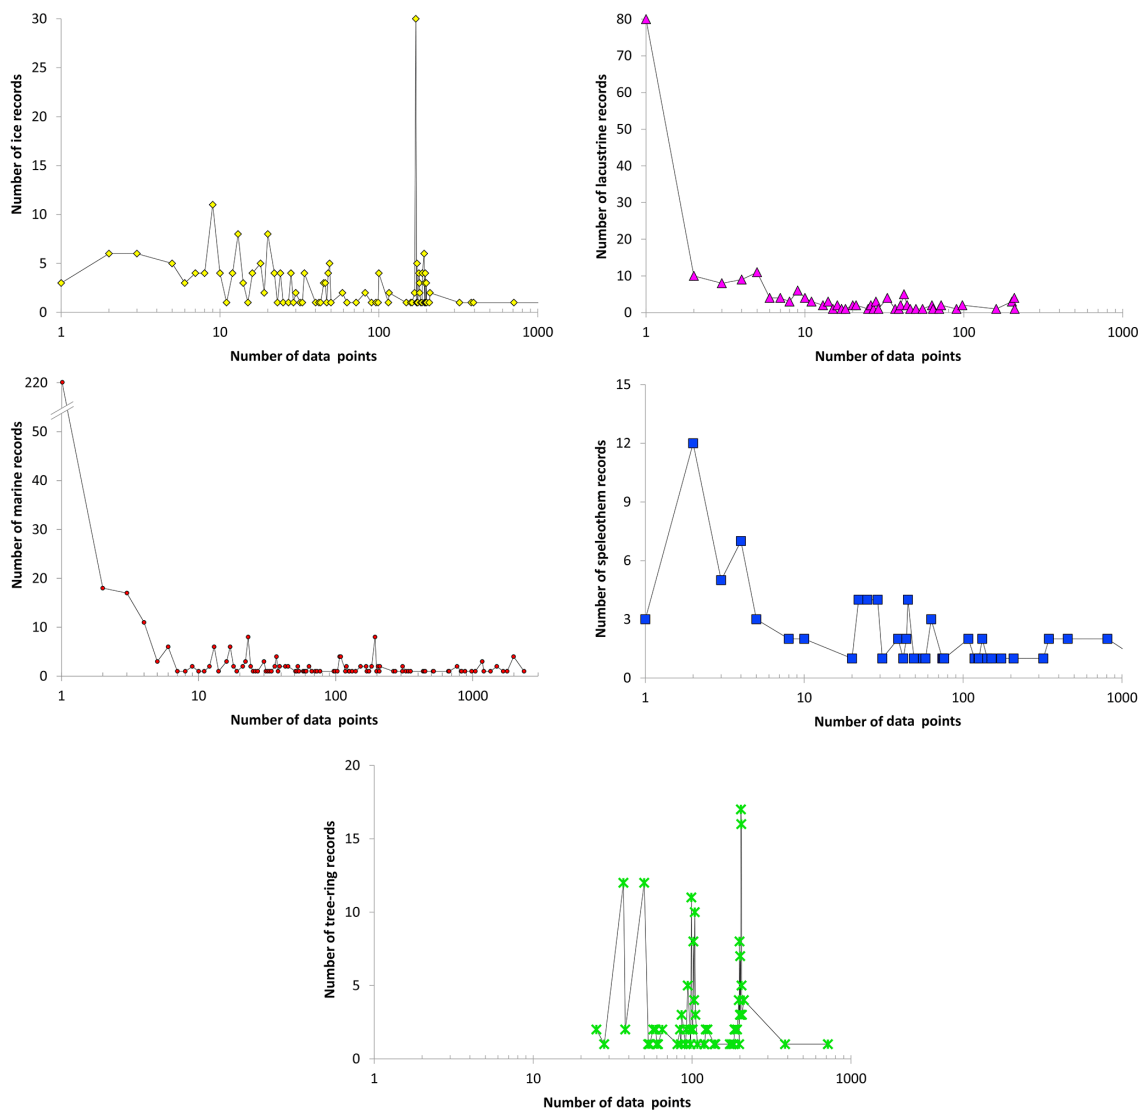 30
25
20
15
10
5
0
Number of ice records
1 10 100 1000
Number of data points
80
70
60
50
40
30
20
10
0
Number of lacustrine records
1 10 100 1000
Number of data points
220
50
40
30
20
10
0
Number of marine records
1 10 100 1000
Number of data points
15
12
9
6
3
0
Number of speleothem records
1 10 100 1000
Number of data points
20
15
10
5
0
Number of tree-ring records
1 10 100 1000
Number of data points